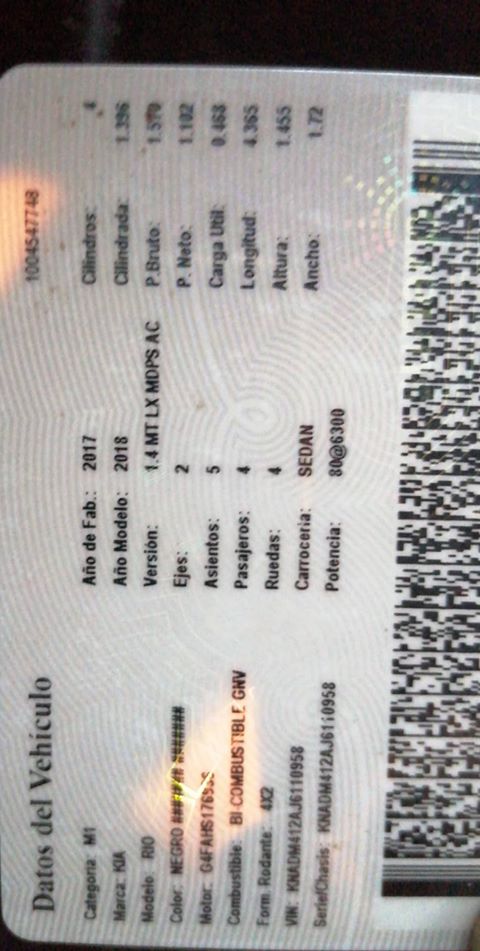 Datos del Vehículo
1004547748
Categoria: M1
Marca: KIA
Modelo: RIO
Color: NEGRO ###### #######
Motor:
Combustible: BI COMBUSTIBLE GNV
Form. Rodante: 4X2
VIN: KNADM412AJ6110958
Serie/Chasis: KNADM412AJ6110958
Año de Fab.: 2017
Año Modelo: 2018
Versión: 1.4 MT LX MDPS AC
Ejes: 2
Asientos: 5
Pasajeros: 4
Ruedas: 4
Carrocería: SEDAN
Potencia: 80@6300
Cilindros: 4
Cilindrada: 1.396
P.Bruto: 1.570
P. Neto: 1.102
Carga Util: 0.468
Longitud: 4.365
Altura: 1.455
Ancho: 1.72